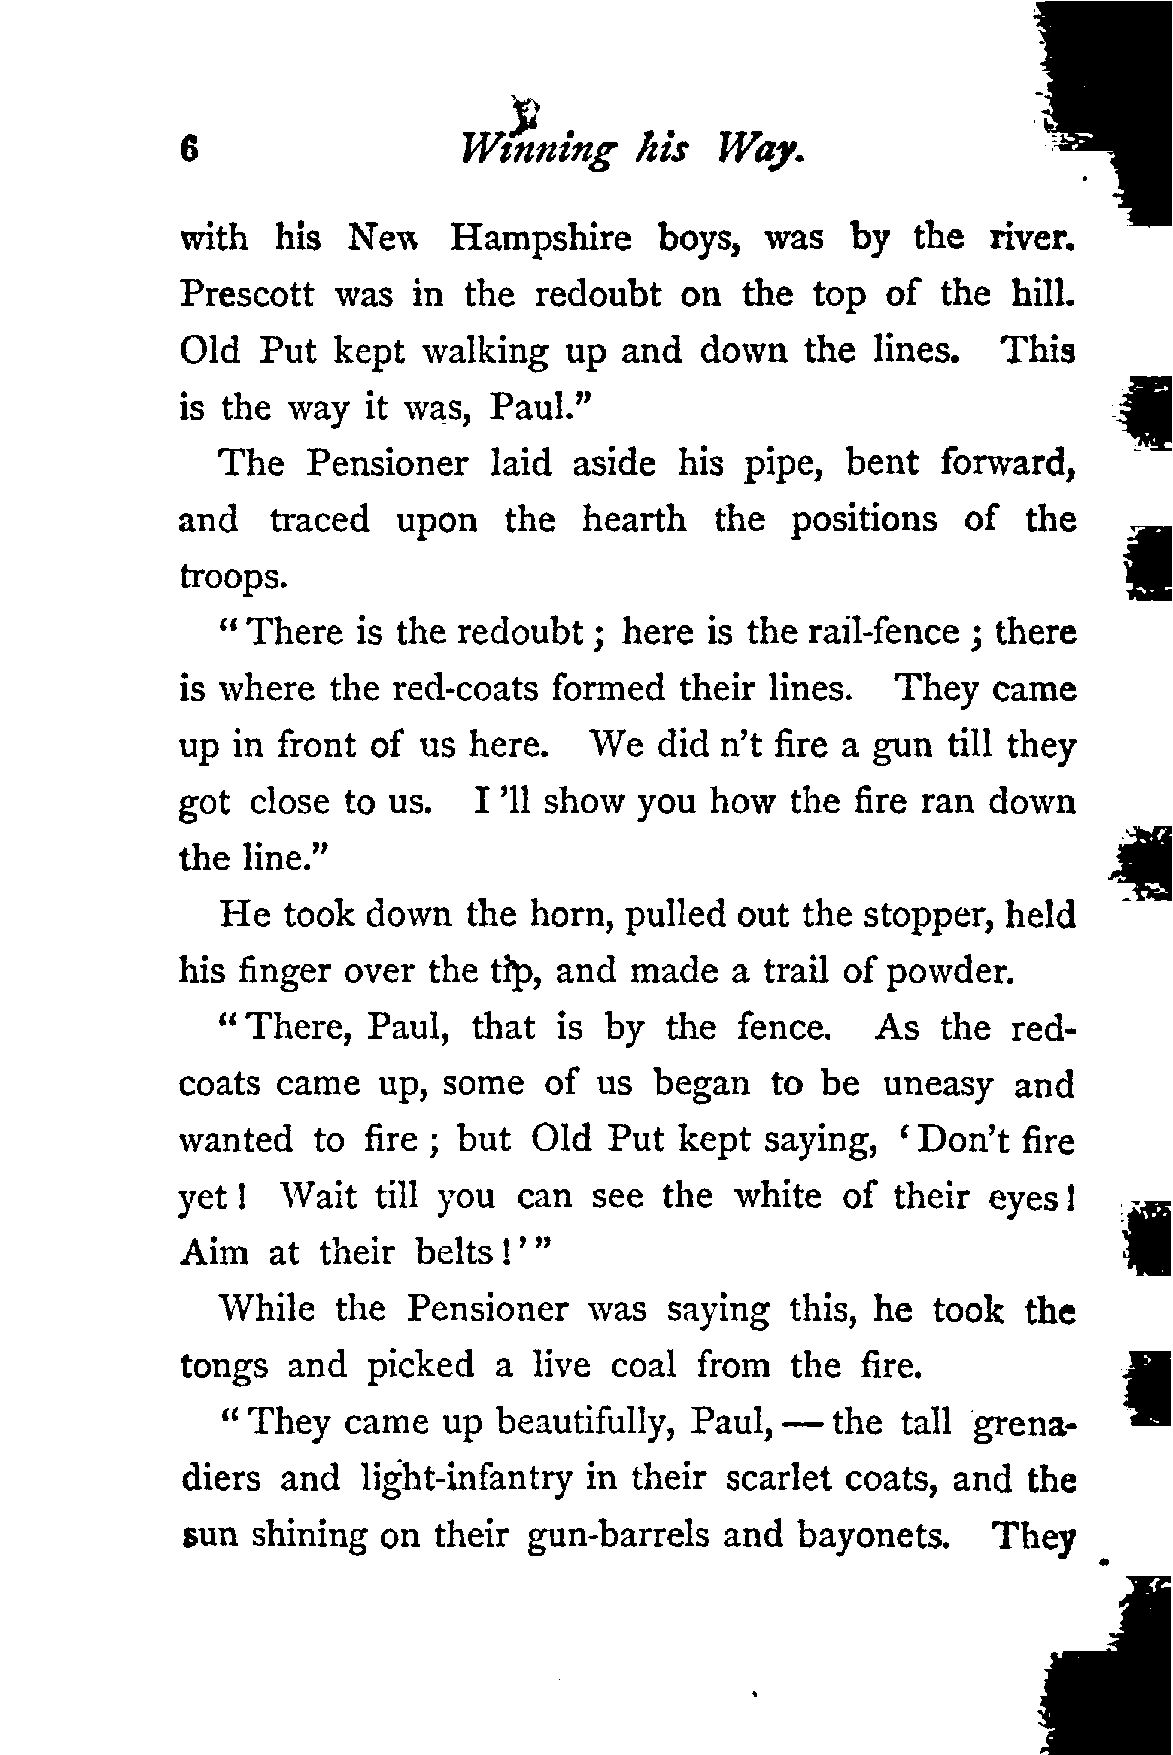 6 Winning his Way.
with his New Hampshire boys, was by the river.
Prescott was in the redoubt on the top of the hill.
Old Put kept walking up and down the lines. This
is the way it was, Paul."
The Pensioner laid aside his pipe, bent forward,
and traced upon the hearth the positions of the
troops.
"There is the redoubt; here is the rail-fence; there
is where the red-coats formed their lines. They came
up in front of us here. We did n't fire a gun till they
got close to us. I 'll show you how the fire ran down
the line."
He took down the horn, pulled out the stopper, held
his finger over the tip, and made a trail of powder.
"There, Paul, that is by the fence. As the red-
coats came up, some of us began to be uneasy and
wanted to fire; but Old Put kept saying, 'Don't fire
yet! Wait till you can see the white of their eyes!
Aim at their belts!'"
While the Pensioner was saying this, he took the
tongs and picked a live coal from the fire.
"They came up beautifully, Paul,—the tall grena-
diers and light-infantry in their scarlet coats, and the
sun shining on their gun-barrels and bayonets. They